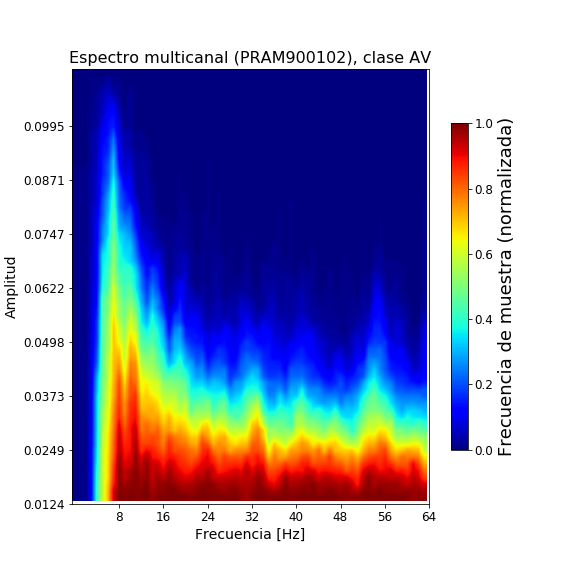 Espectro multicanal (PRAM900102), clase AV
Amplitud
0.0995
0.0871
0.0747
0.0622
0.0498
0.0373
0.0249
0.0124
8 16 24 32 40 48 56 64
Frecuencia [Hz]
1.0
0.8
0.6
0.4
0.2
0.0
Frecuencia de muestra (normalizada)